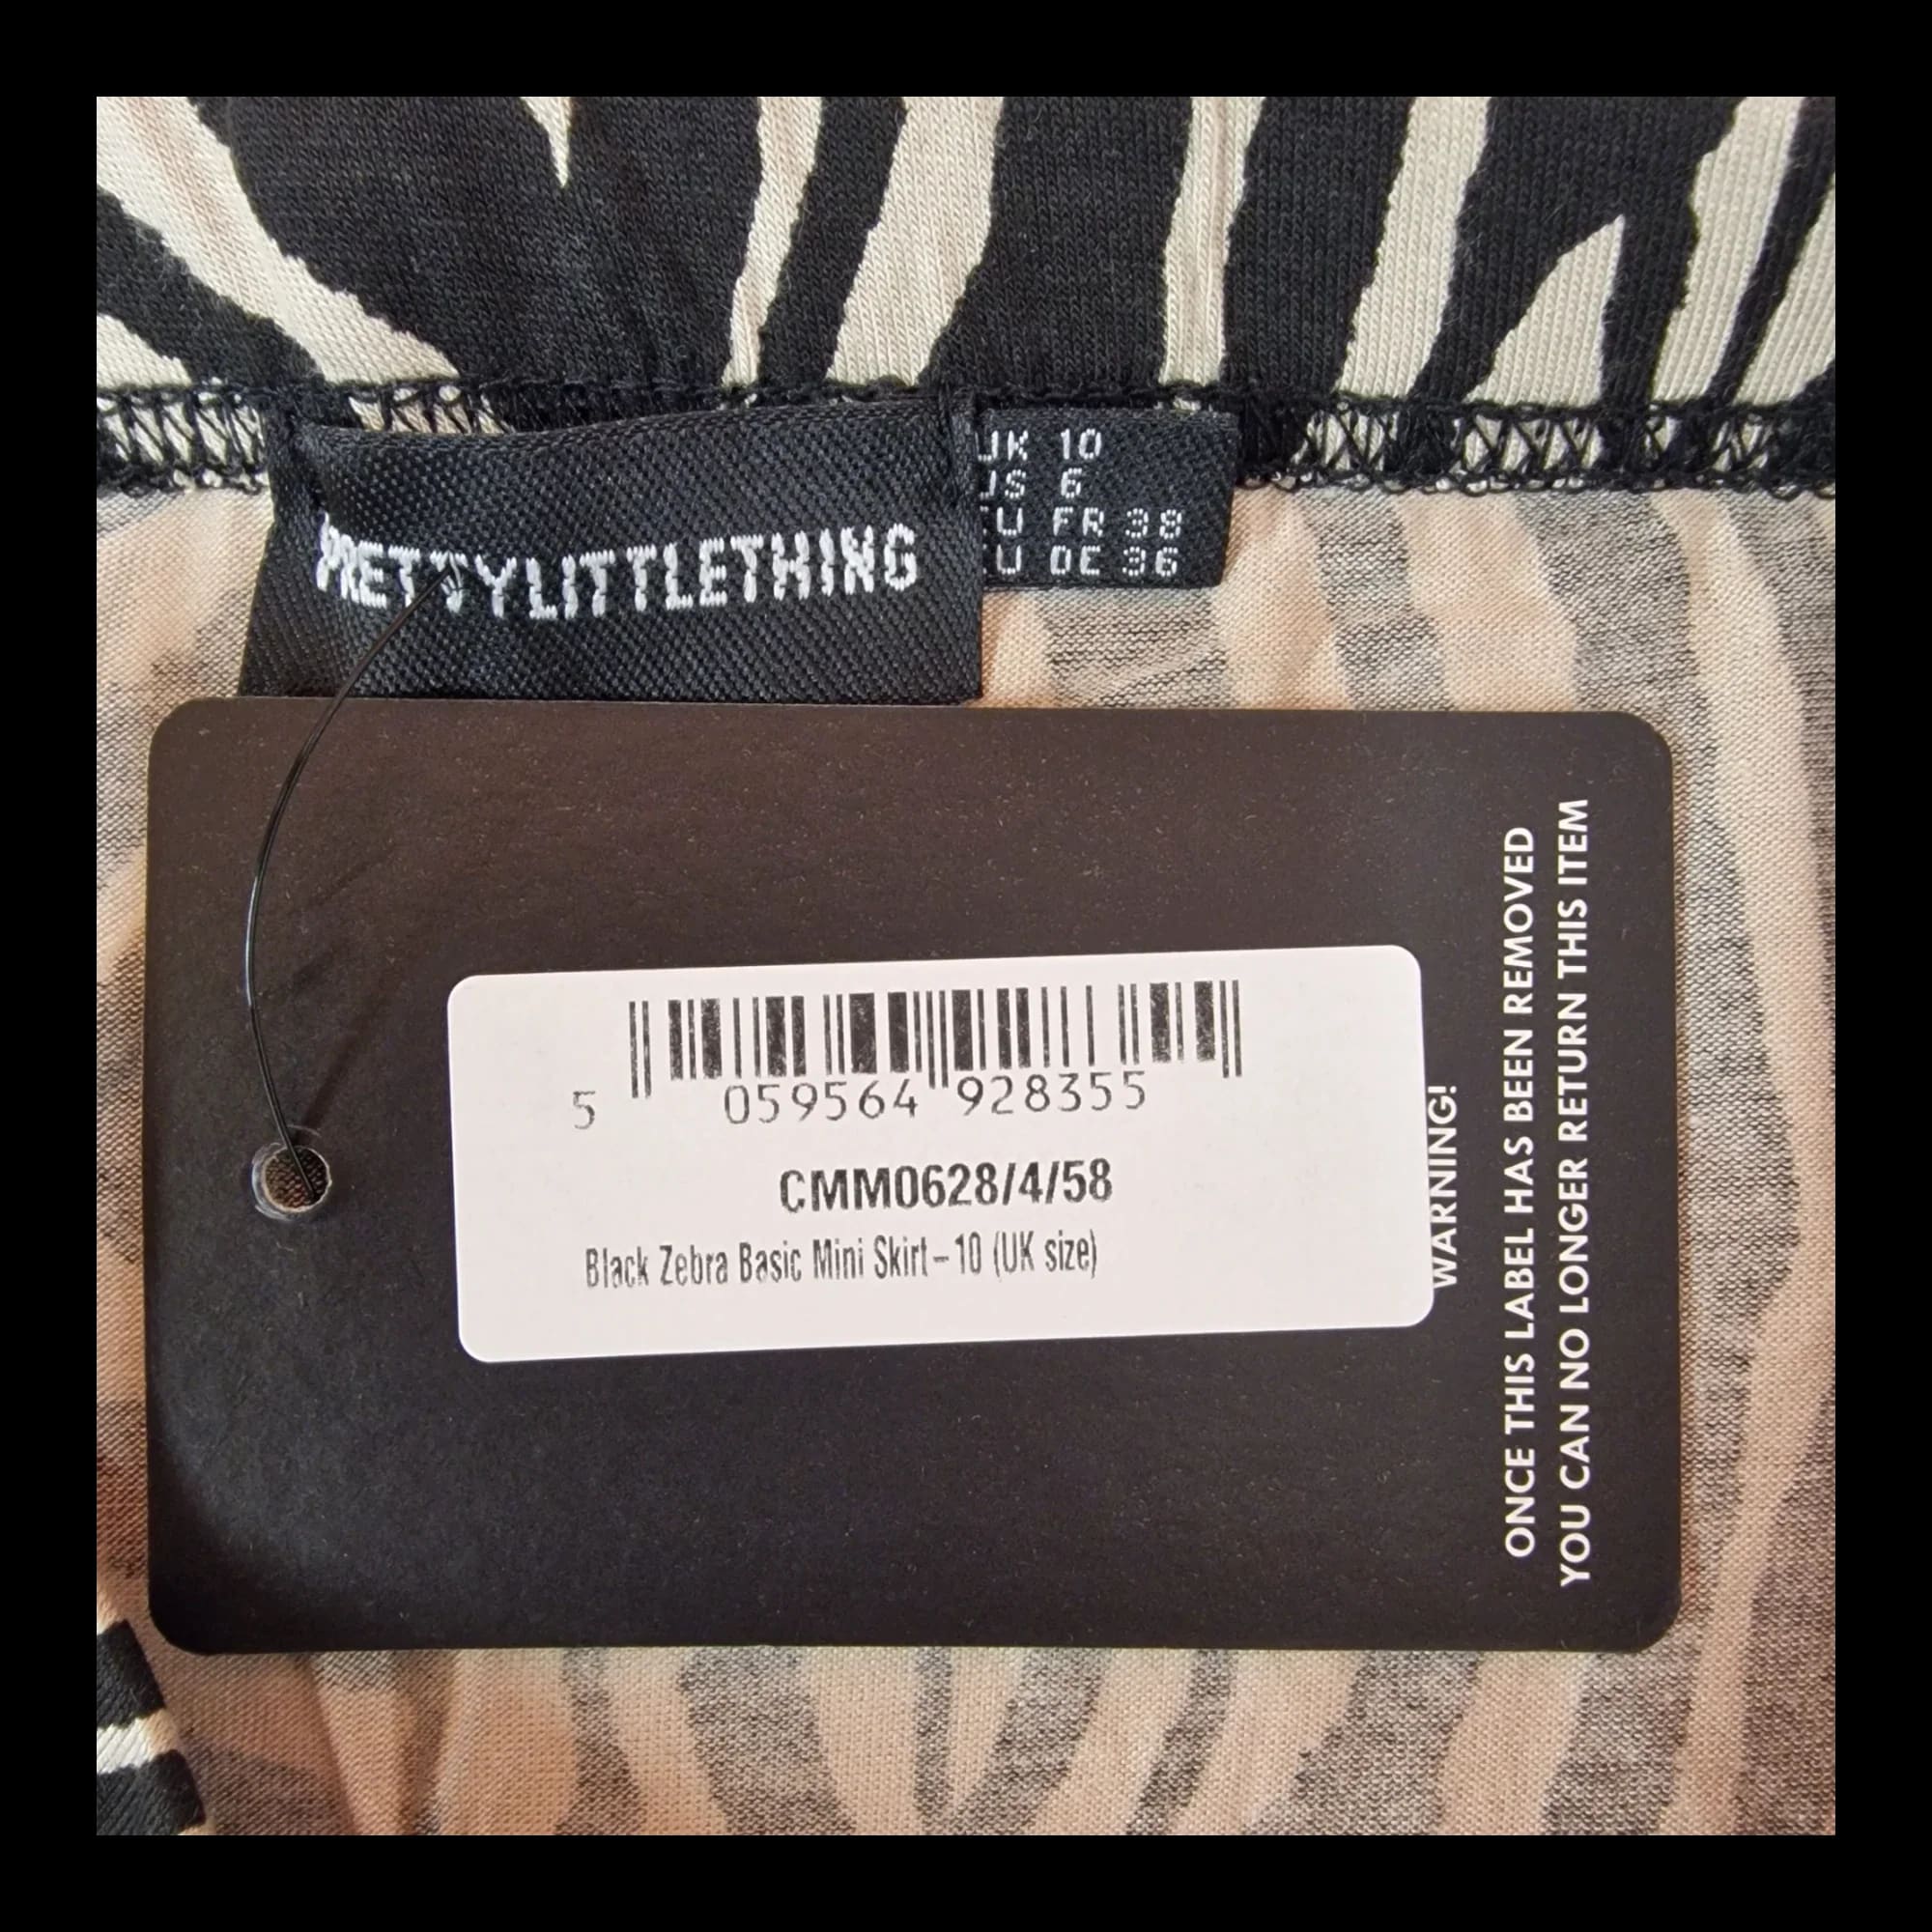 PRETTYLITTLETHING
UK 10
US 6
EU FR 38
EU DE 36
5 059564 928355
CMM0628/4/58
Black Zebra Basic Mini Skirt-10 (UK size)
WARNING!
ONCE THIS LABEL HAS BEEN REMOVED
YOU CAN NO LONGER RETURN THIS ITEM